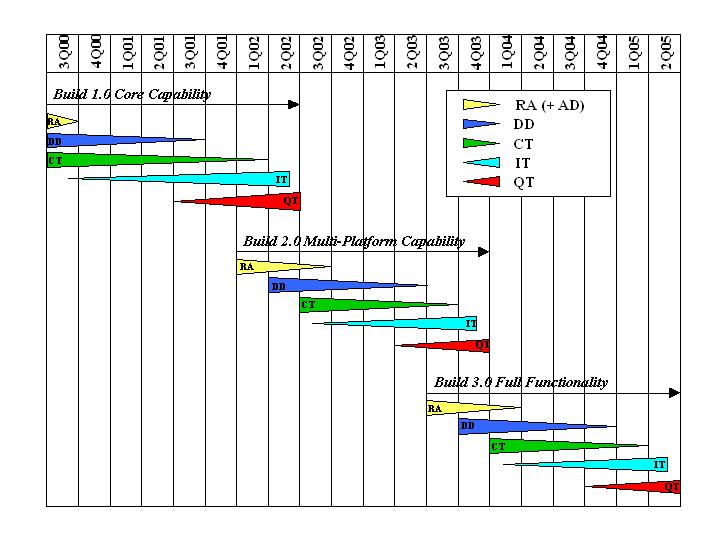 3Q00 4Q00 1Q01 2Q01 3Q01 4Q01 1Q02 2Q02 3Q02 4Q02 1Q03 2Q03 3Q03 4Q03 1Q04 2Q04 3Q04 4Q04 1Q05 2Q05
Build 1.0 Core Capability
RA (+ AD)
DD
CT
IT
QT
RA
DD
CT
IT
QT
Build 2.0 Multi-Platform Capability
RA
DD
CT
IT
QT
Build 3.0 Full Functionality
RA
DD
CT
IT
QT